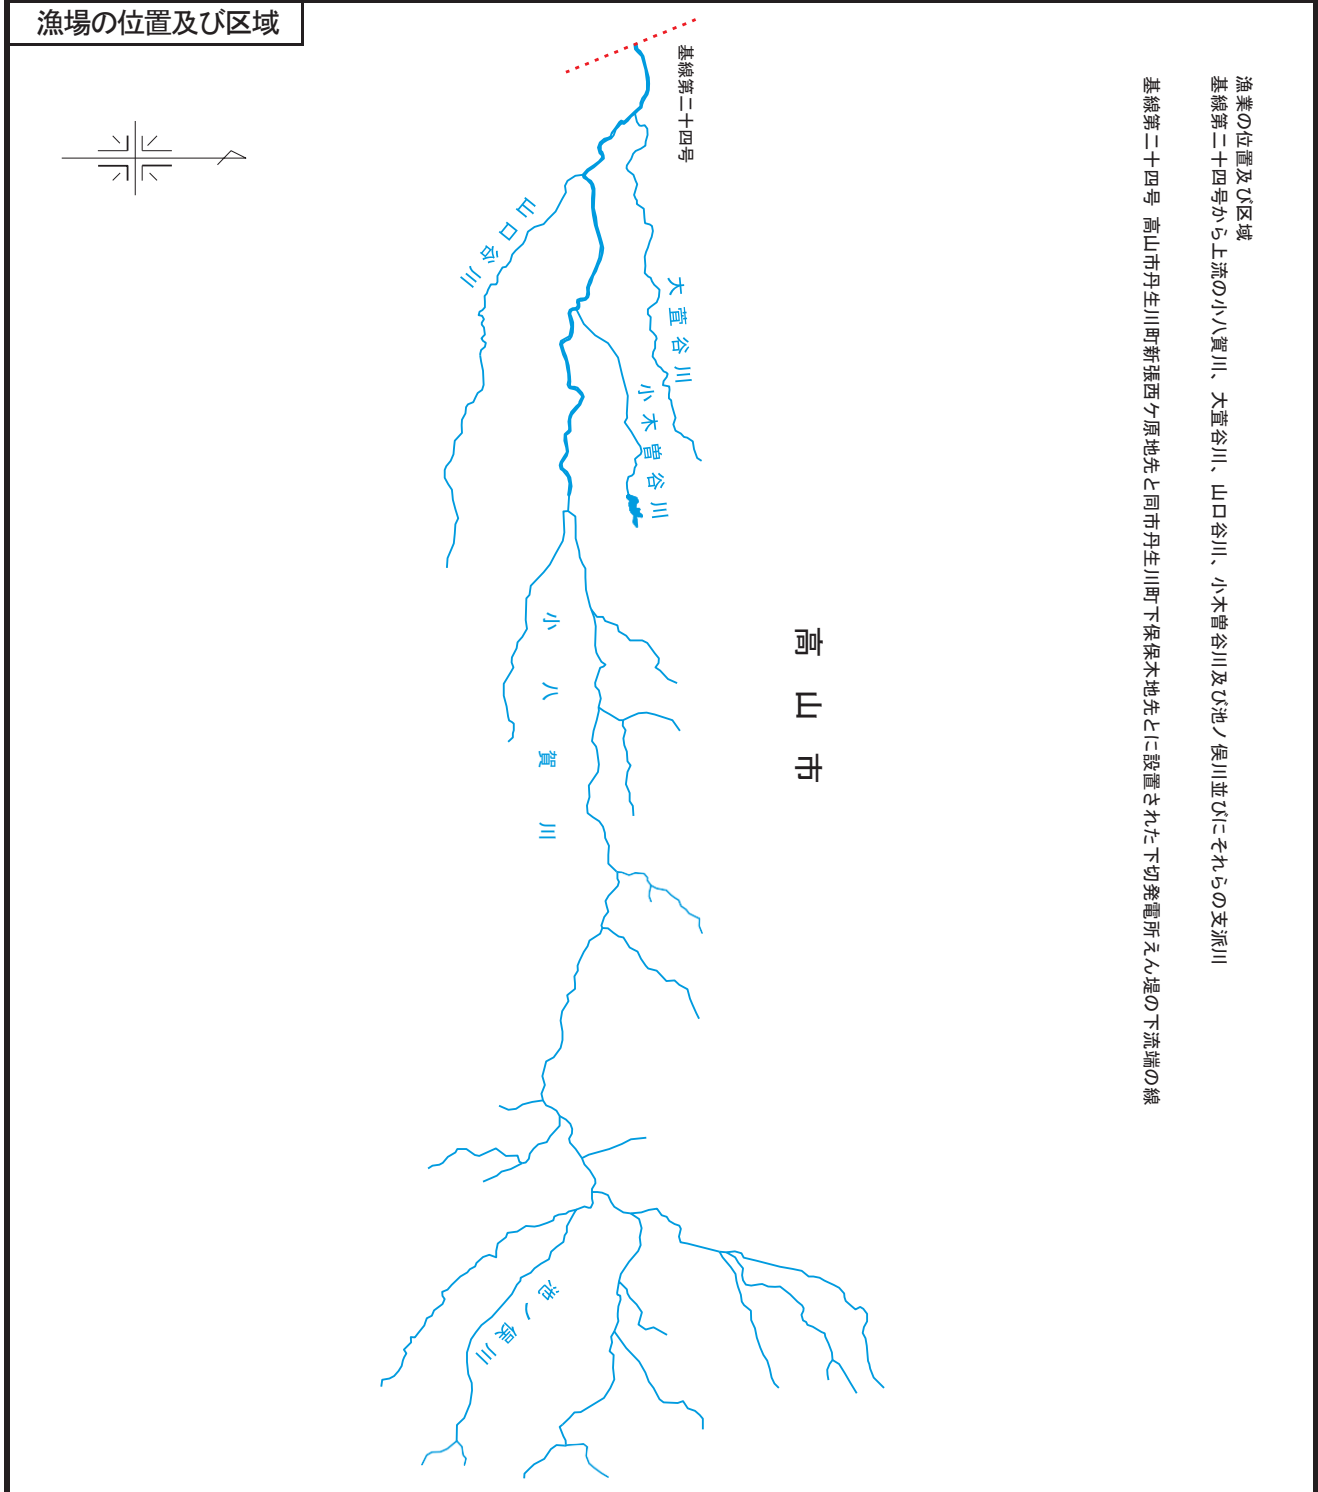 漁場の位置及び区域
漁業の位置及び区域
基線第二十四号から上流の小八賀川、大萱谷川、山口谷川、小木曽谷川及び池ノ俣川並びにそれらの支派川
基線第二十四号 高山市丹生川町新張西ケ原地先と同市丹生川町下保保木地先とに設置された下切発電所えん堤の下流端の線
基線第二十四号
山口谷川
大萱谷川
小木曽谷川
小八賀川
高山市
池ノ俣川